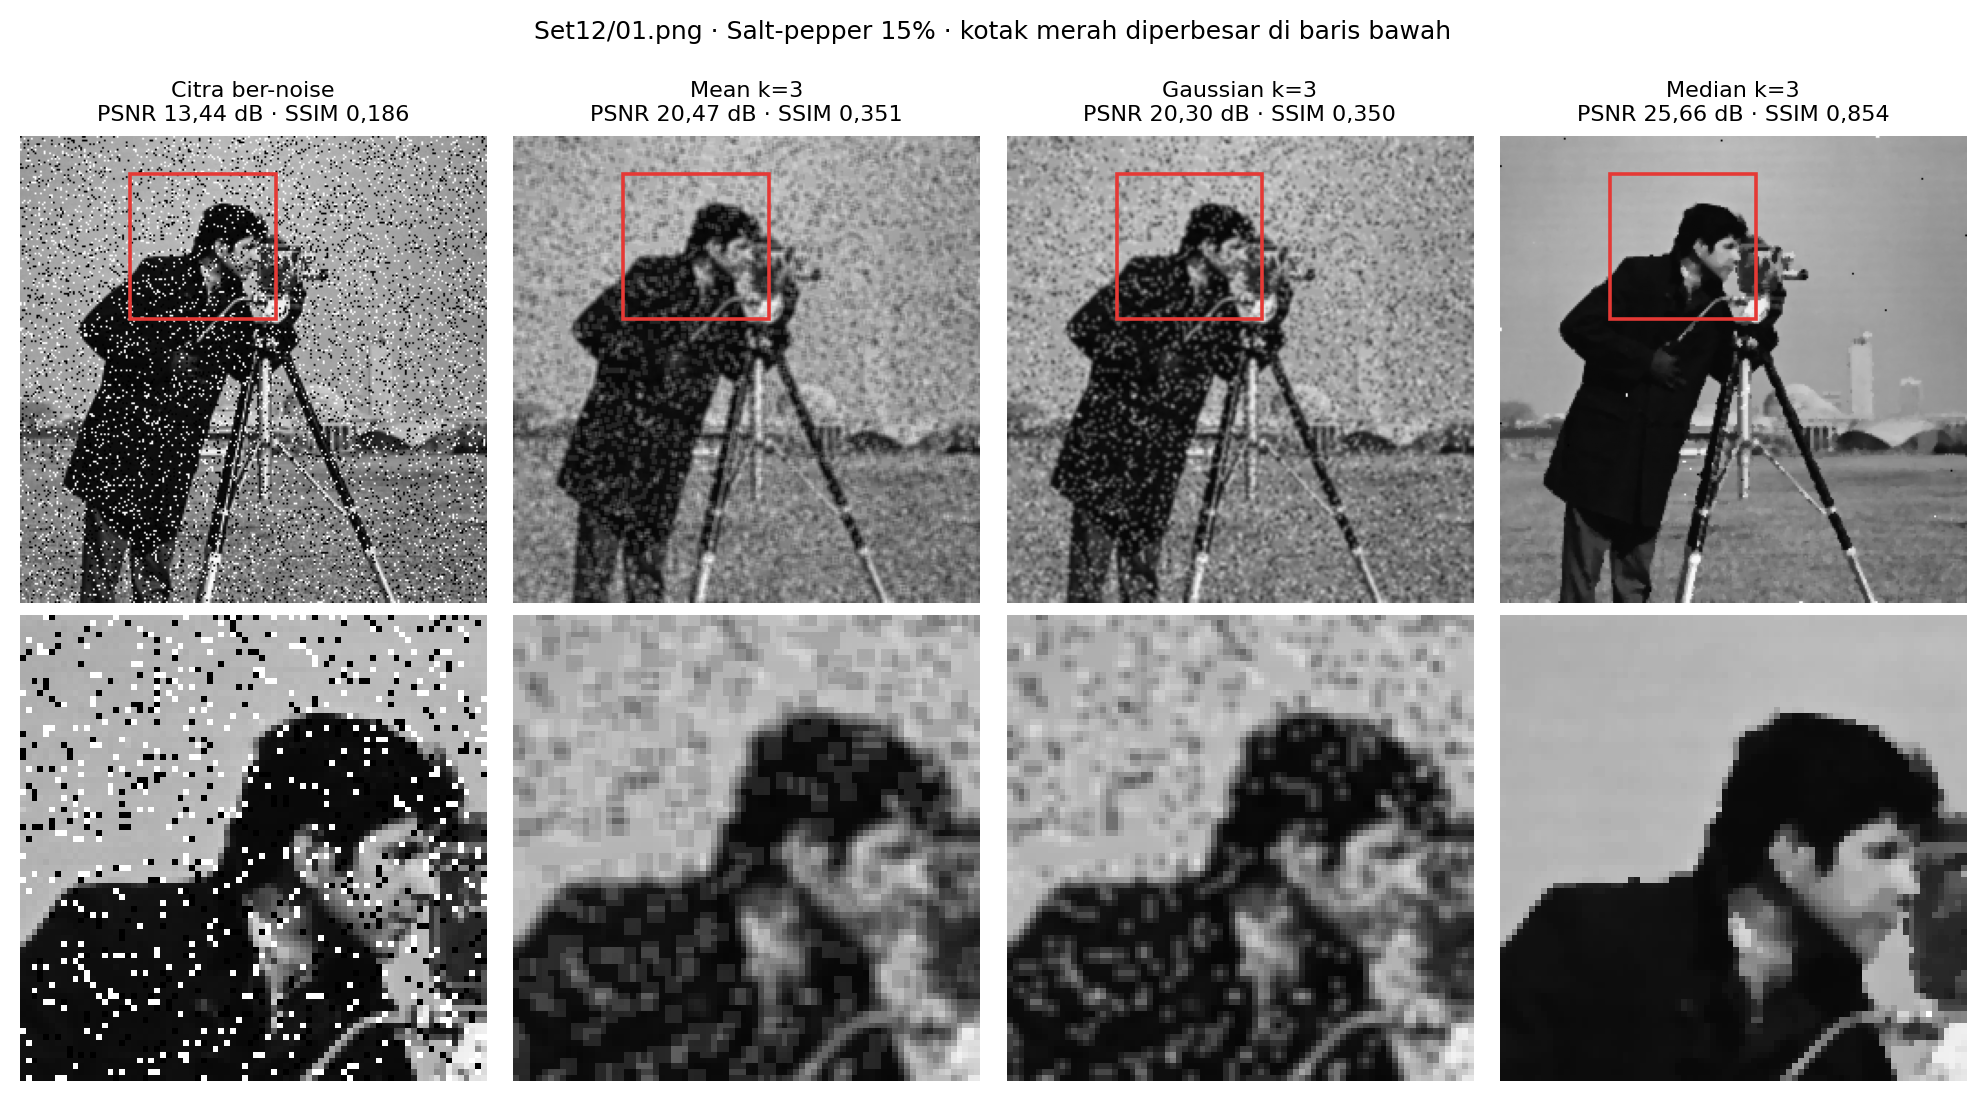 Set12/01.png · Salt-pepper 15% · kotak merah diperbesar di baris bawah
Citra ber-noise
PSNR 13,44 dB · SSIM 0,186
Mean k=3
PSNR 20,47 dB · SSIM 0,351
Gaussian k=3
PSNR 20,30 dB · SSIM 0,350
Median k=3
PSNR 25,66 dB · SSIM 0,854